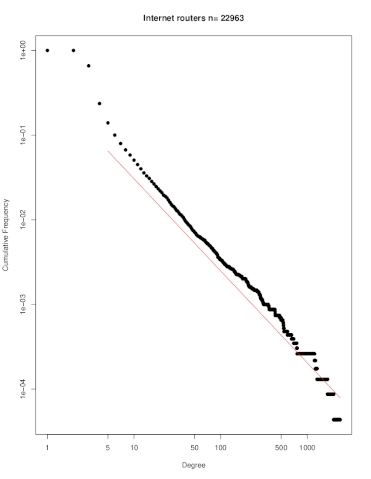 Internet routers n= 22963
1e+00
1e-01
1e-02
1e-03
1e-04
Cumulative Frequency
1 5 10 50 100 500 1000
Degree